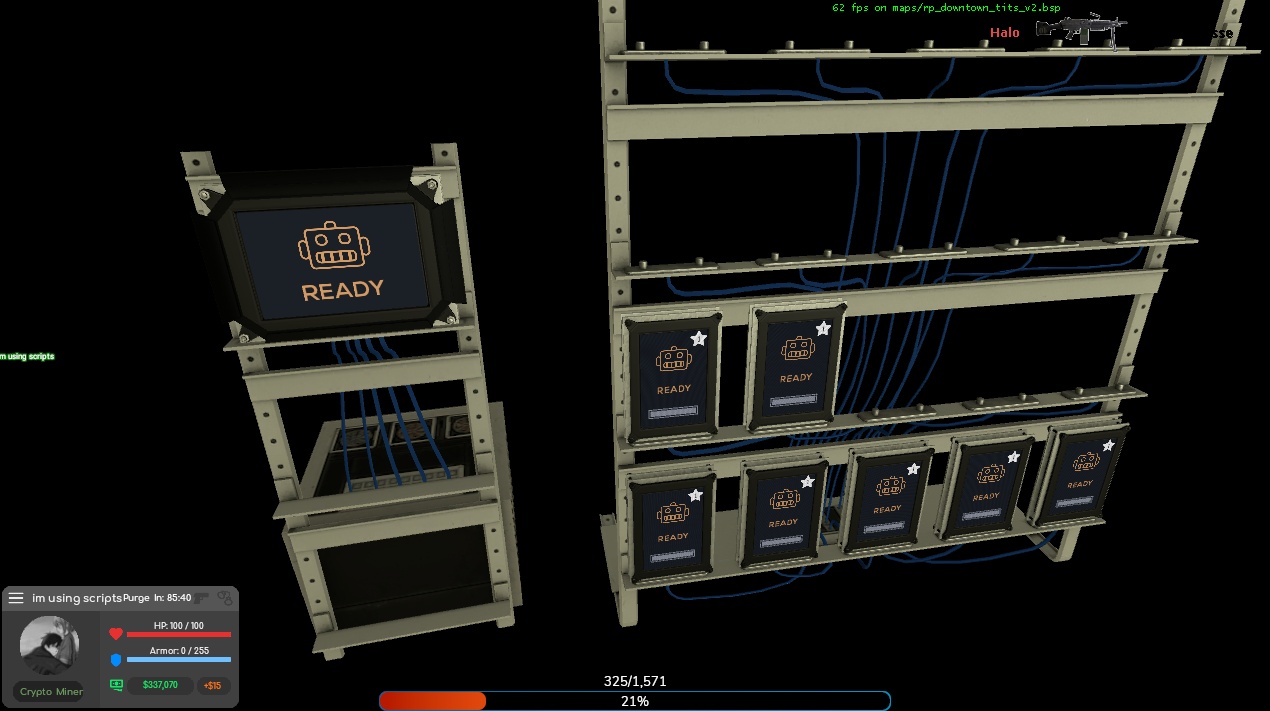 62 fps on maps/rp_downtown_tits_v2.bsp
Halo
sse
READY
READY
READY
READY
READY
READY
READY
READY
m using scripts
im using scripts
Purge In: 85:40
HP: 100 / 100
Armor: 0 / 255
$337,070
+$15
Crypto Miner
325/1,571
21%